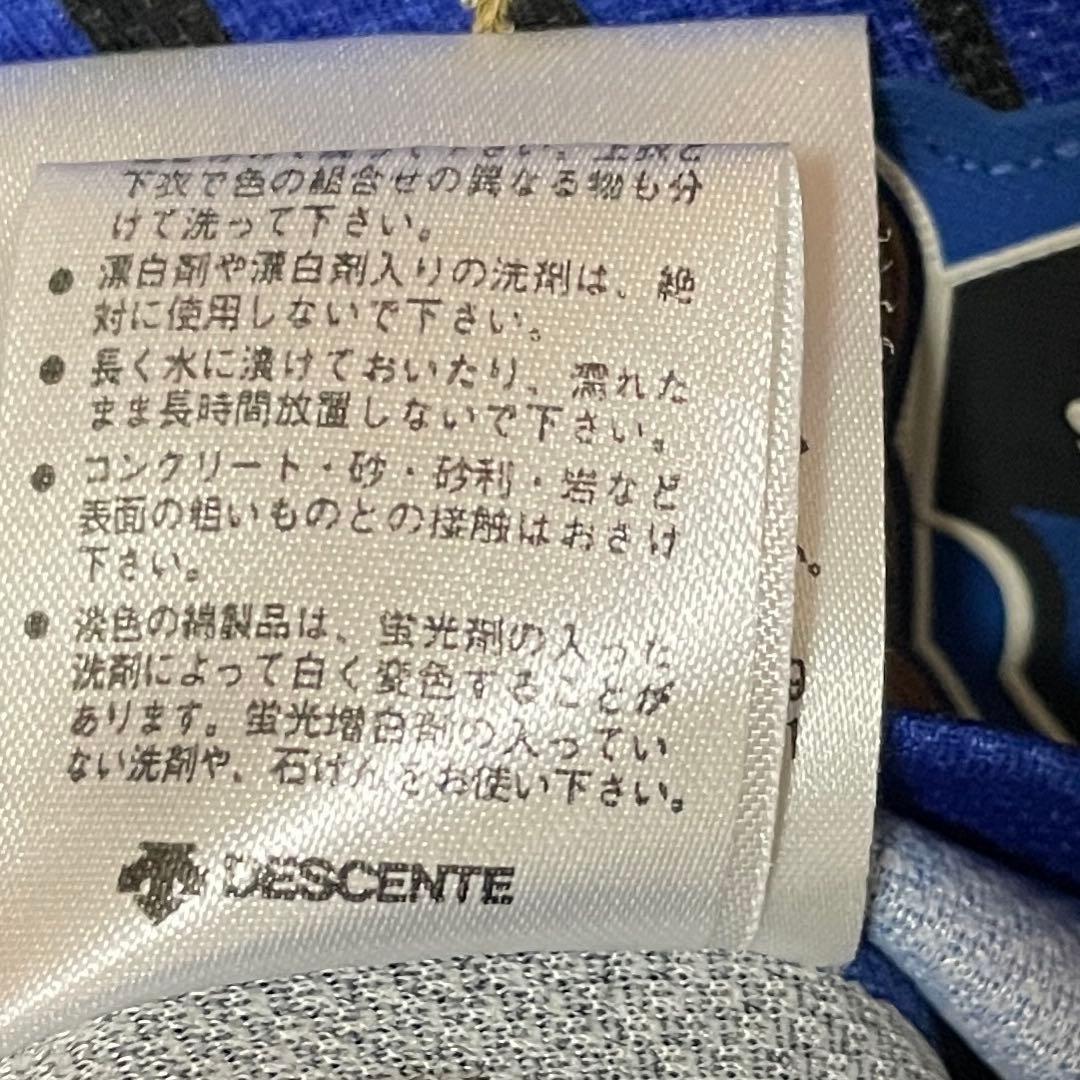 下衣で色の組合せの異なる物も分
けて洗って下さい。
● 漂白剤や漂白剤入りの洗剤は、絶
対に使用しないで下さい。
● 長く水に漬けておいたり、濡れた
まま長時間放置しないで下さい。
● コンクリート・砂・砂利・岩など
表面の粗いものとの接触はおさけ
下さい。
● 淡色の綿製品は、蛍光剤の入った
洗剤によって白く変色することが
あります。蛍光増白剤の入ってい
ない洗剤や、石けんをお使い下さい。
DESCENTE